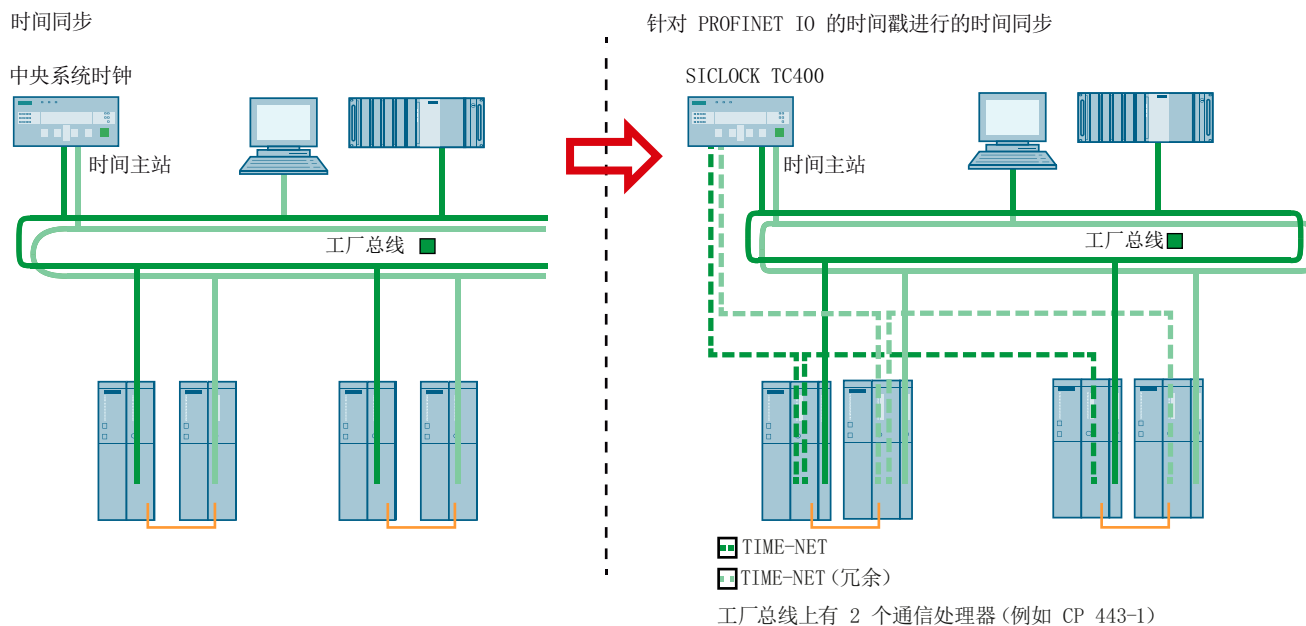 时间同步
针对 PROFINET IO 的时间戳进行的时间同步
中央系统时钟
SICLOCK TC400
时间主站
时间主站
工厂总线
工厂总线
TIME-NET
TIME-NET(冗余)
工厂总线上有 2 个通信处理器(例如 CP 443-1)